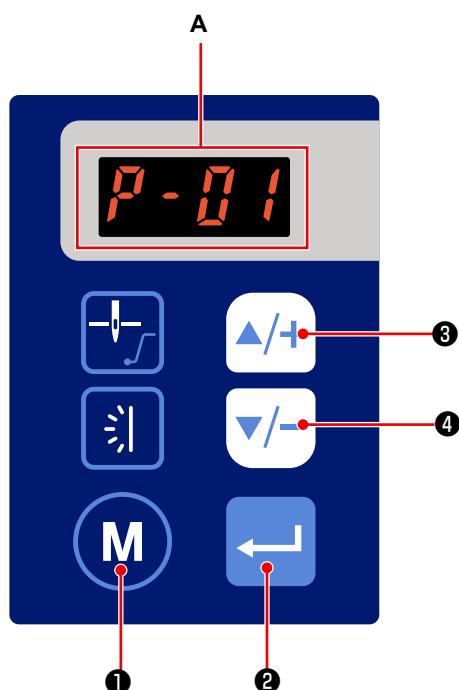 A
P-01
▲/+
❸
▼/-
❹
M
❶
❷